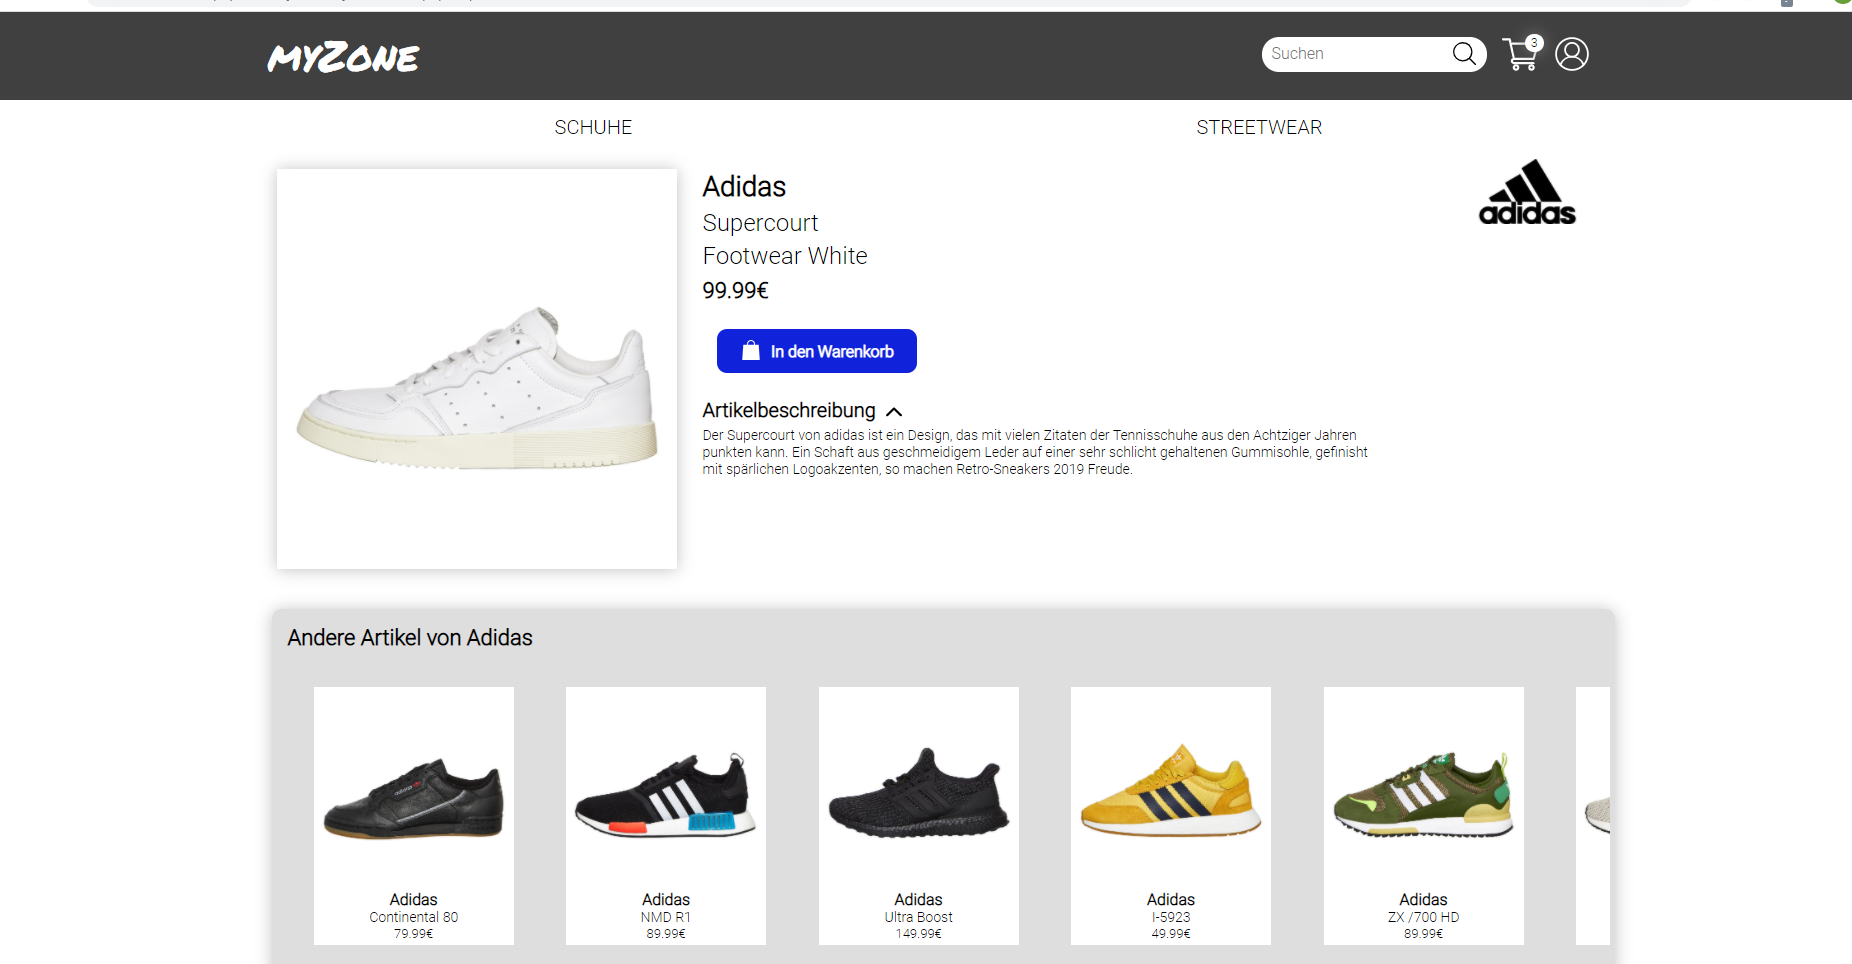 MYZONE
Suchen
3
SCHUHE
STREETWEAR
Adidas
adidas
Supercourt
Footwear White
99.99€
In den Warenkorb
Artikelbeschreibung
Der Supercourt von adidas ist ein Design, das mit vielen Zitaten der Tennisschuhe aus den Achtziger Jahren
punkten kann. Ein Schaft aus geschmeidigem Leder auf einer sehr schlicht gehaltenen Gummisohle, gefinisht
mit spärlichen Logoakzenten, so machen Retro-Sneakers 2019 Freude.
Andere Artikel von Adidas
Adidas
Continental 80
79.99€
Adidas
NMD R1
89.99€
Adidas
Ultra Boost
149.99€
Adidas
I-5923
49.99€
Adidas
ZX /700 HD
89.99€